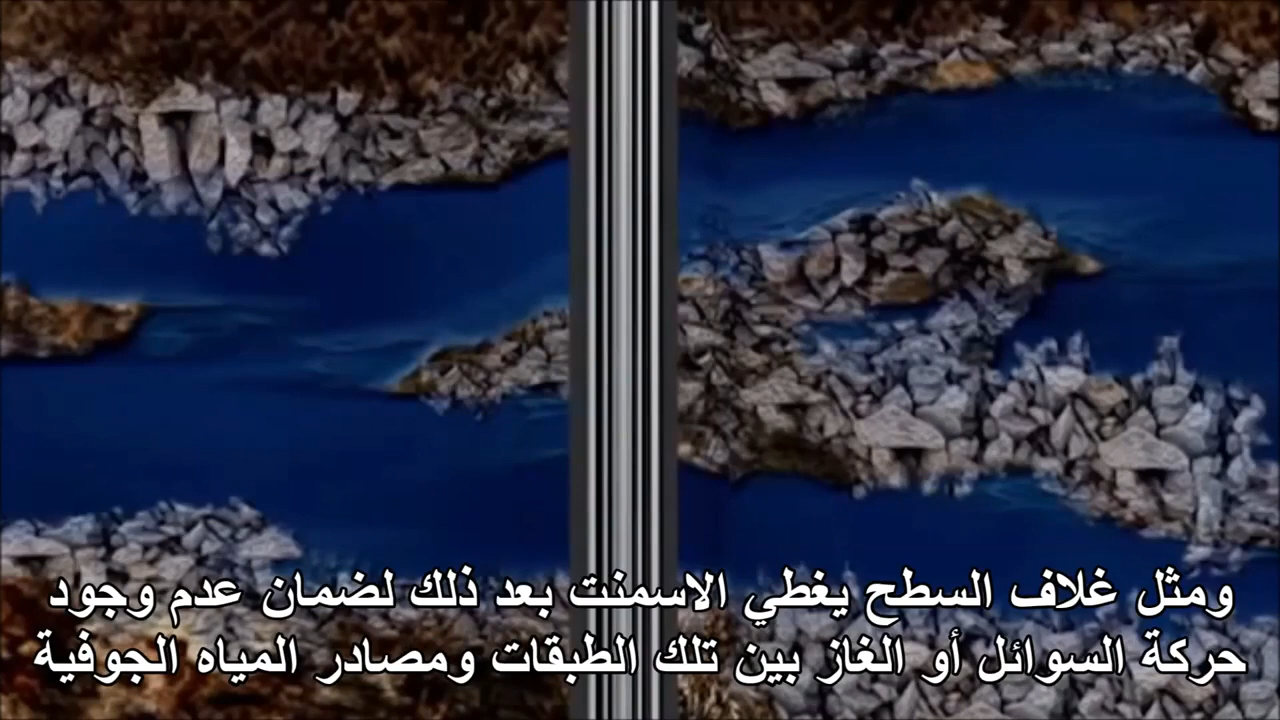 ومثل غلاف السطح يغطي الاسمنت بعد ذلك لضمان عدم وجود
حركة السوائل أو الغاز بين تلك الطبقات ومصادر المياه الجوفية